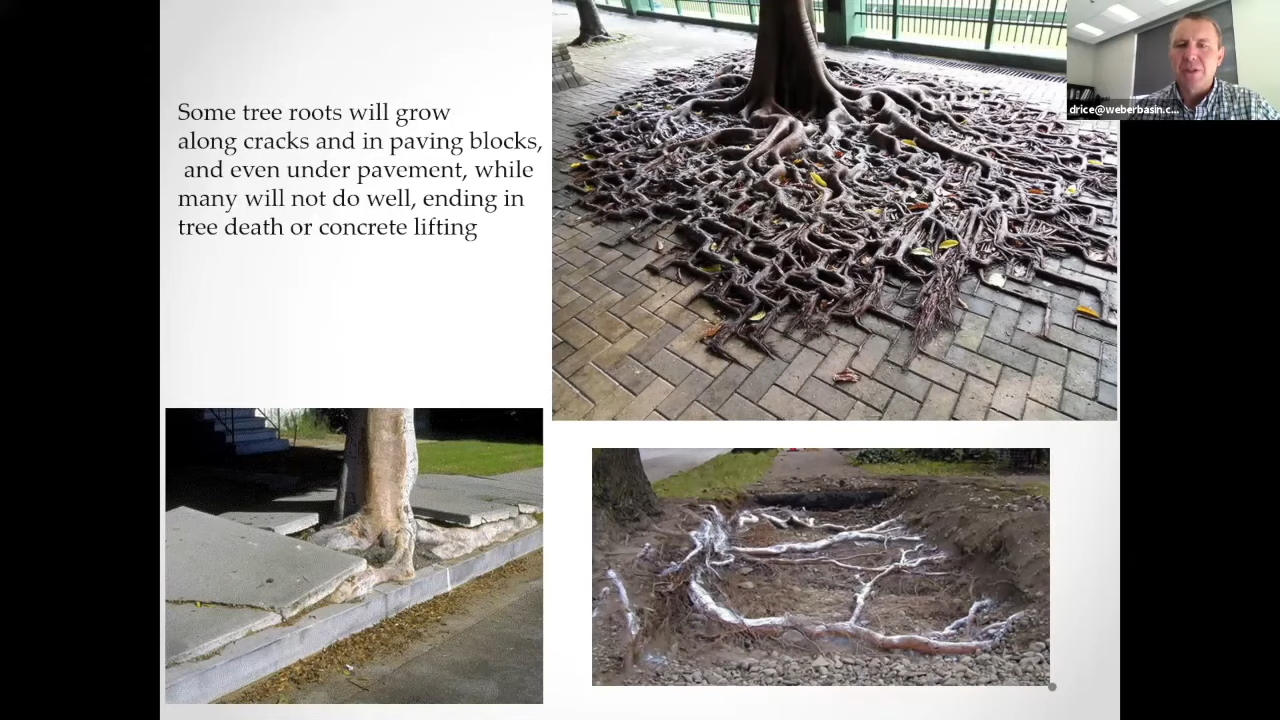 Some tree roots will grow
along cracks and in paving blocks,
and even under pavement, while
many will not do well, ending in
tree death or concrete lifting
drice@weberbasin.c...